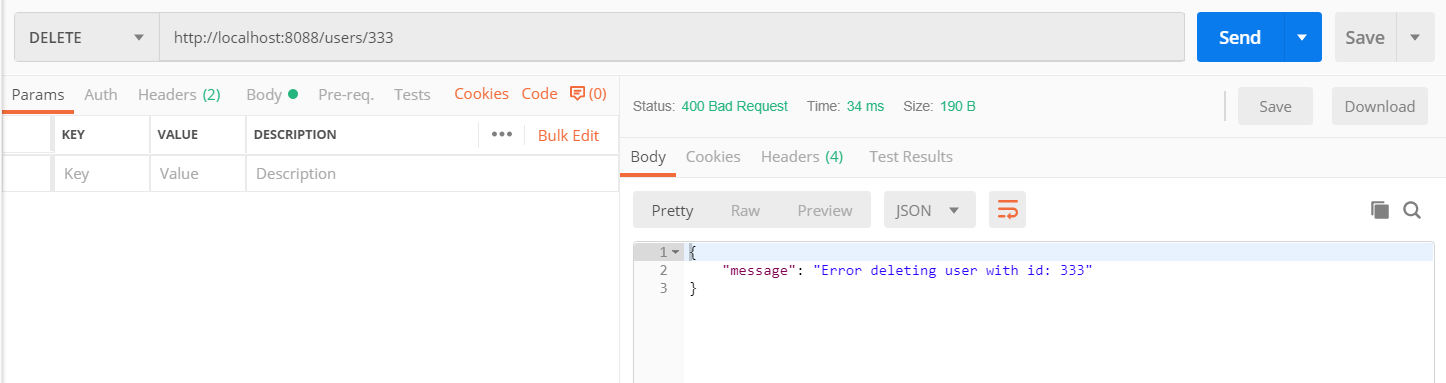 DELETE http://localhost:8088/users/333 Send Save
Params Auth Headers (2) Body Pre-req. Tests Cookies Code (0)
KEY VALUE DESCRIPTION ••• Bulk Edit
Key Value Description
Status: 400 Bad Request Time: 34 ms Size: 190 B Save Download
Body Cookies Headers (4) Test Results
Pretty Raw Preview JSON
1 {
2 "message": "Error deleting user with id: 333"
3 }